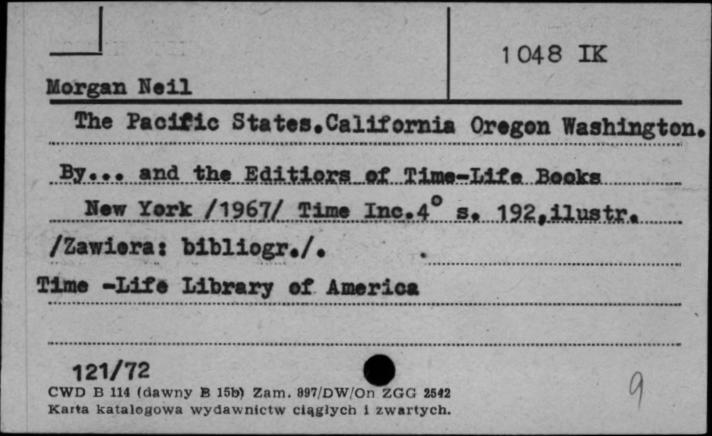 1048 IK
Morgan Neil
The Pacific States.California Oregon Washington.
By... and the Editiors of Time-Life Books
New York /1967/ Time Inc.4° s. 192,ilustr.
/Zawiera: bibliogr./.
Time -Life Library of America
121/72
CWD B 114 (dawny B 15b) Zam. 897/DW/On ZGG 2542
Karta katalogowa wydawnictw ciągłych i zwartych.
9